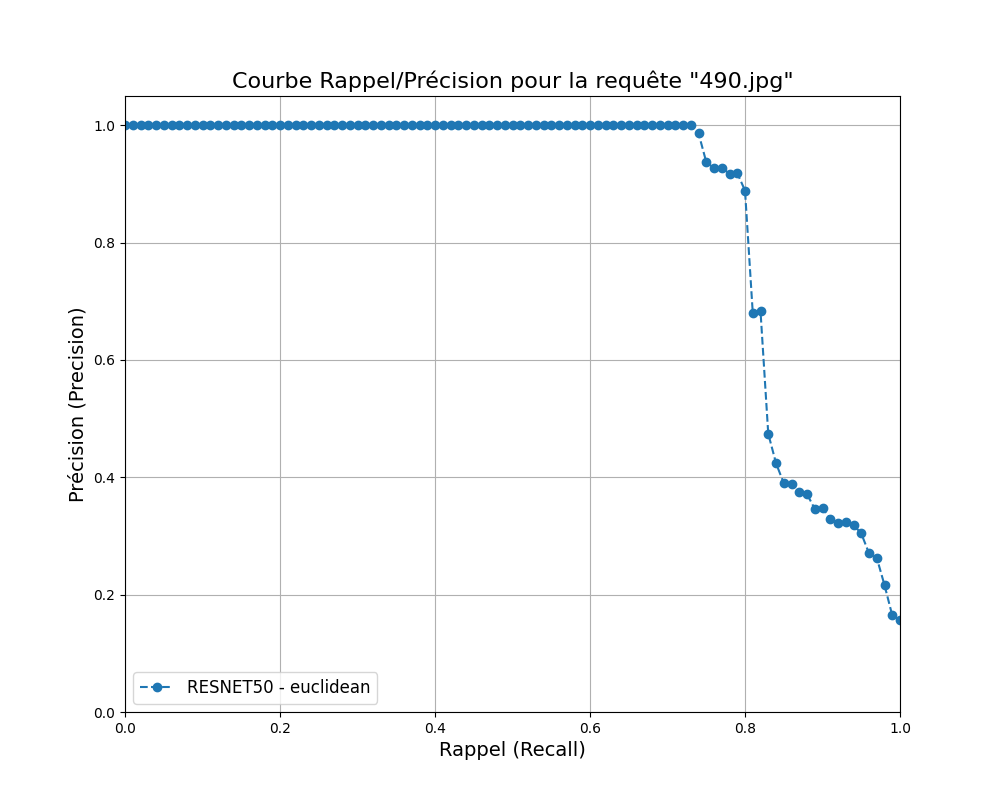 Courbe Rappel/Précision pour la requête "490.jpg"
Précision (Precision)
1.0
0.8
0.6
0.4
0.2
0.0
RESNET50 - euclidean
0.0 0.2 0.4 0.6 0.8 1.0
Rappel (Recall)